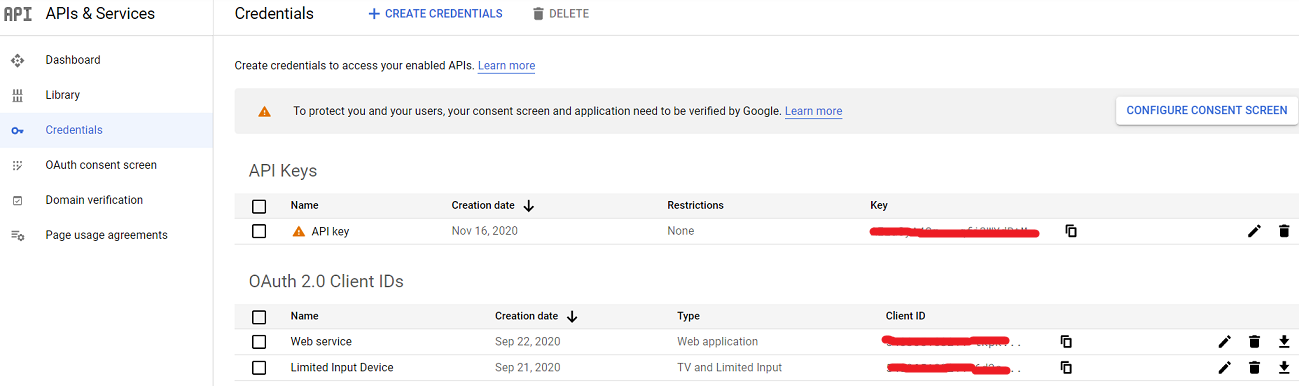 API APIs & Services
Credentials + CREATE CREDENTIALS DELETE
Dashboard
Library
Credentials
OAuth consent screen
Domain verification
Page usage agreements
Create credentials to access your enabled APIs. Learn more
To protect you and your users, your consent screen and application need to be verified by Google. Learn more CONFIGURE CONSENT SCREEN
API Keys
Name Creation date Restrictions Key
API key Nov 16, 2020 None
OAuth 2.0 Client IDs
Name Creation date Type Client ID
Web service Sep 22, 2020 Web application
Limited Input Device Sep 21, 2020 TV and Limited Input